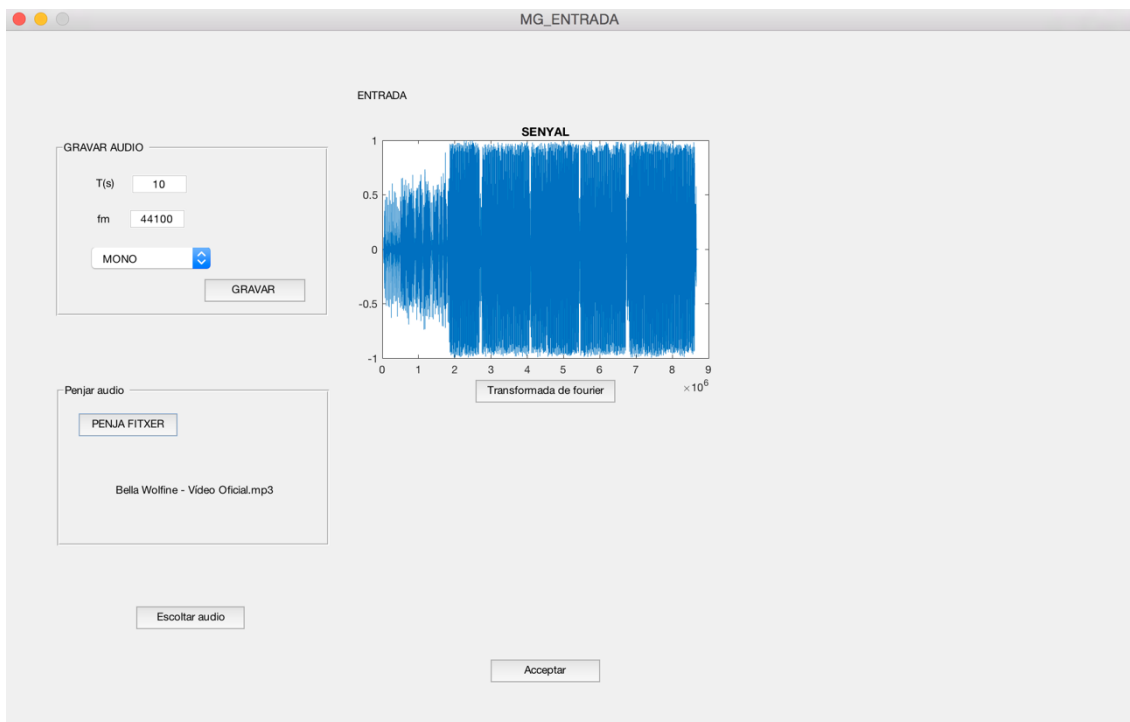 MG_ENTRADA
ENTRADA
GRAVAR AUDIO
T(s) 10
fm 44100
MONO
GRAVAR
SENYAL
1
0.5
0
-0.5
-1
0 1 2 3 4 5 6 7 8 9
×10^6
Transformada de fourier
Penjar audio
PENJA FITXER
Bella Wolfine - Vídeo Oficial.mp3
Escoltar audio
Acceptar